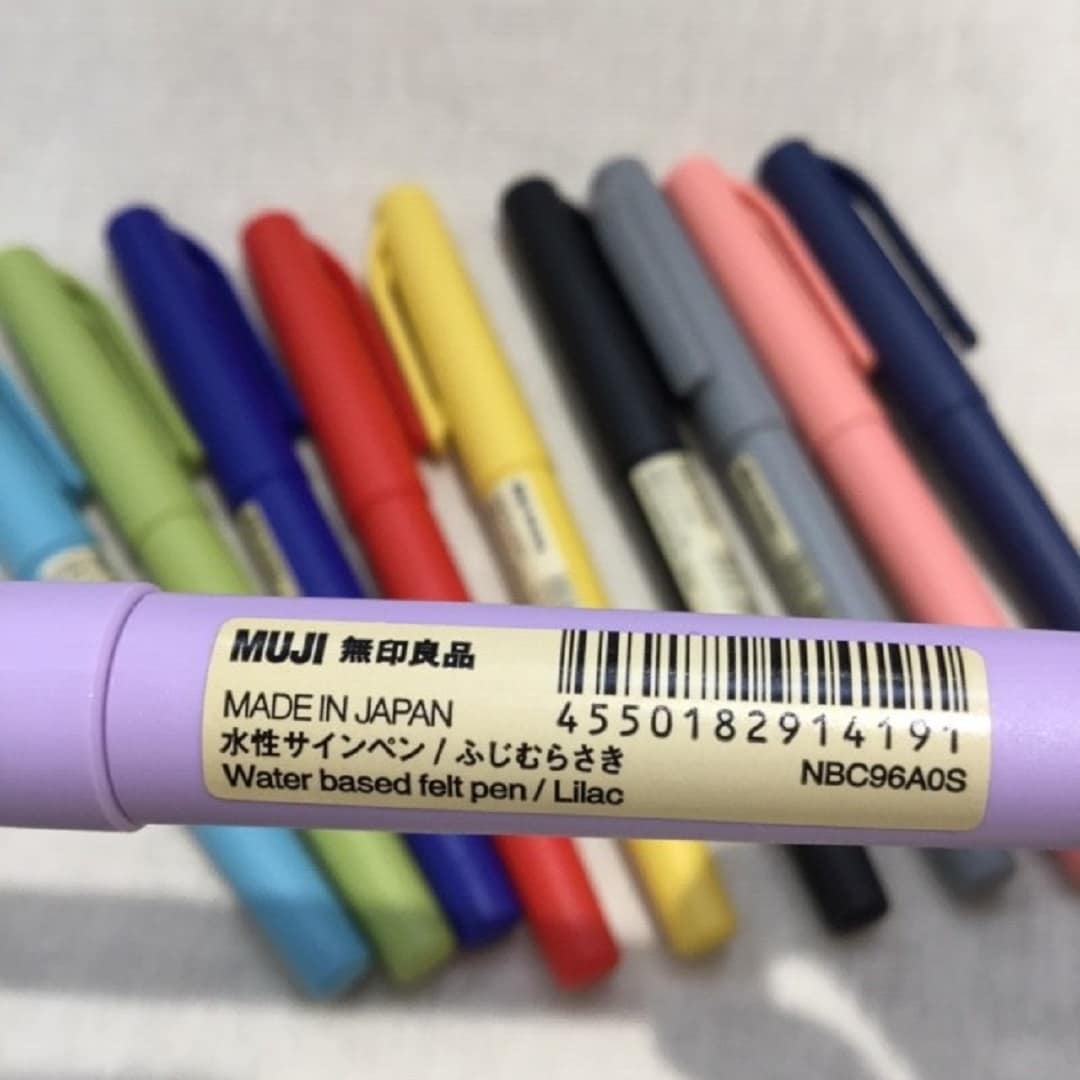 MUJI 無印良品
MADE IN JAPAN
水性サインペン / ふじむらさき
Water based felt pen / Lilac
4550182914191
NBC96A0S